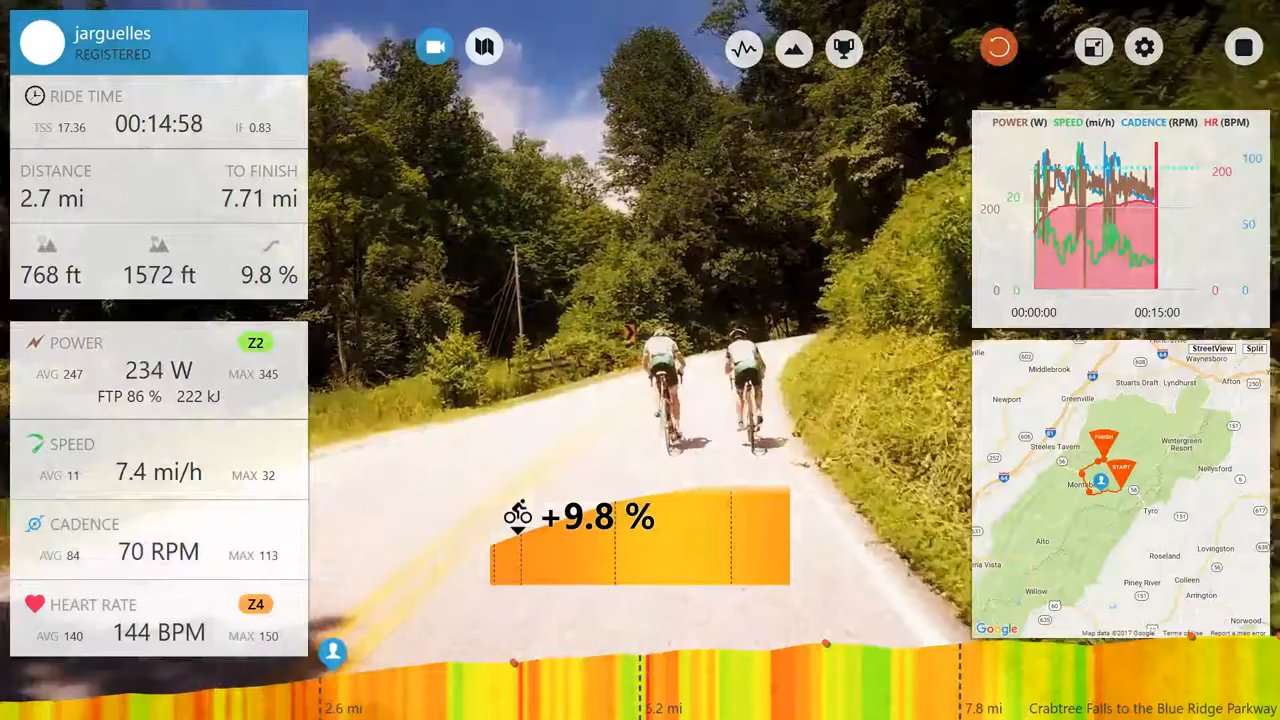 jarguelles
REGISTERED
RIDE TIME
TSS 17.36 00:14:58 IF 0.83
DISTANCE TO FINISH
2.7 mi 7.71 mi
768 ft 1572 ft 9.8 %
POWER Z2
AVG 247 234 W MAX 345
FTP 86 % 222 kJ
SPEED
AVG 11 7.4 mi/h MAX 32
CADENCE
AVG 84 70 RPM MAX 113
HEART RATE Z4
AVG 140 144 BPM MAX 150
+9.8 %
POWER (W) SPEED (mi/h) CADENCE (RPM) HR (BPM)
100
200
20
200
50
0 0 0 0
00:00:00 00:15:00
StreetView Split
Waynesboro
Middlebrook
Stuarts Draft Lyndhurst Afton
Newport Greenville
FINISH
Steeles Tavern
Wintergreen
Resort
START
Nellysford
Tyro
Alto
Lovington
Roseland
Piney River Colleen
Willow
Arrington
Norwood
Google Map data ©2017 Google Terms of Use Report a map error
2.6 mi 5.2 mi 7.8 mi Crabtree Falls to the Blue Ridge Parkway